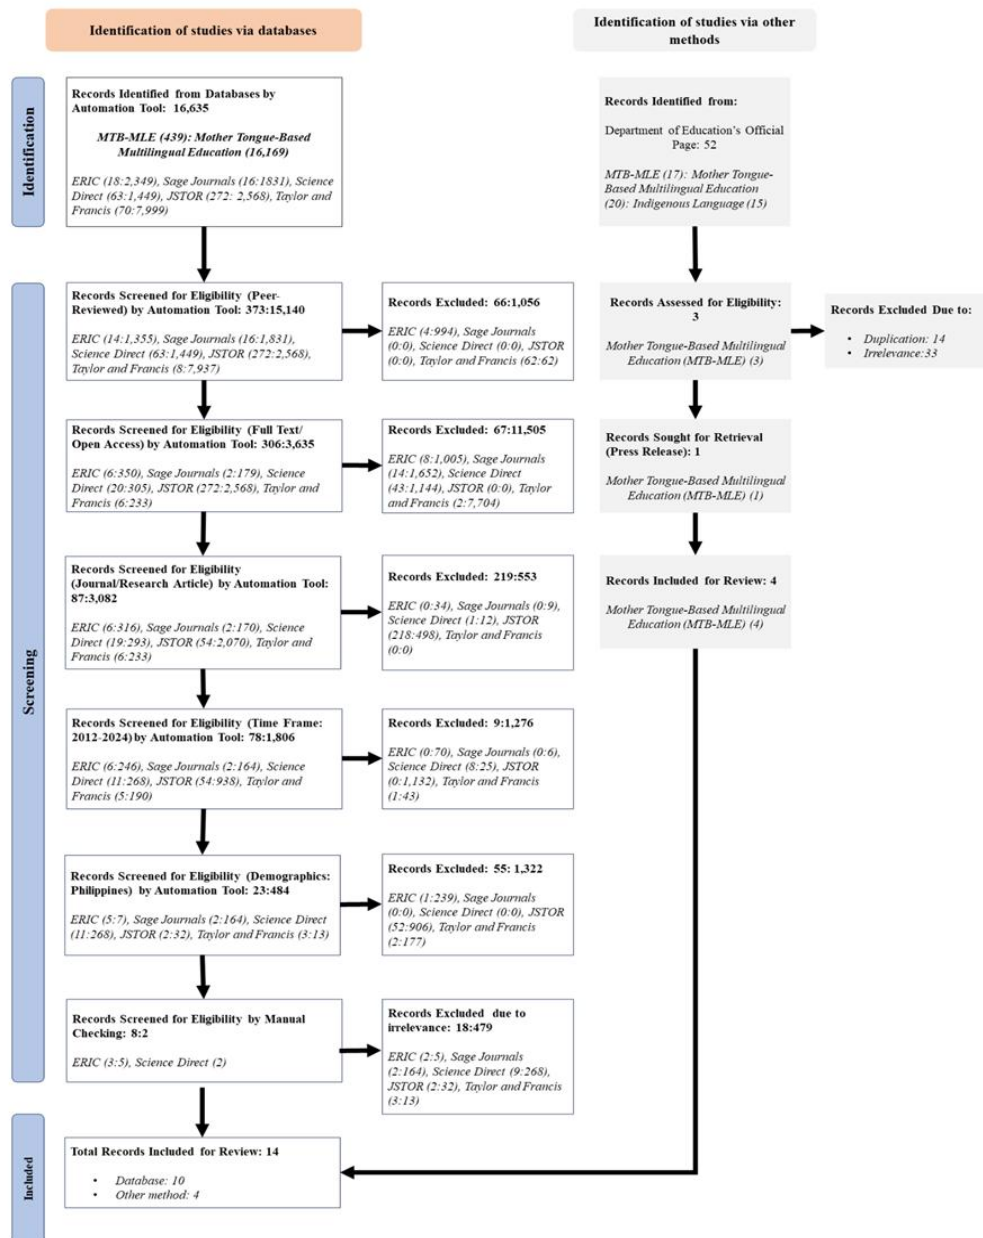 Identification of studies via databases
Identification of studies via other
methods
Identification
Records Identified from Databases by
Automation Tool: 16,635
MTB-MLE (439): Mother Tongue-Based
Multilingual Education (16,169)
ERIC (18:2,349), Sage Journals (16:1831), Science
Direct (63:1,449), JSTOR (272: 2,568), Taylor and
Francis (70:7,999)
Records Identified from:
Department of Education's Official
Page: 52
MTB-MLE (17): Mother Tongue-
Based Multilingual Education
(20): Indigenous Language (15)
Screening
Records Screened for Eligibility (Peer-
Reviewed) by Automation Tool: 373:15,140
ERIC (14:1,355), Sage Journals (16:1,831),
Science Direct (63:1,449), JSTOR (272:2,568),
Taylor and Francis (8:7,937)
Records Excluded: 66:1,056
ERIC (4:994), Sage Journals
(0:0), Science Direct (0:0), JSTOR
(0:0), Taylor and Francis (62:62)
Records Assessed for Eligibility:
3
Mother Tongue-Based Multilingual
Education (MTB-MLE) (3)
Records Excluded Due to:
• Duplication: 14
• Irrelevance:33
Records Screened for Eligibility (Full Text/
Open Access) by Automation Tool: 306:3,635
ERIC (6:350), Sage Journals (2:179), Science
Direct (20:305), JSTOR (272:2,568), Taylor and
Francis (6:233)
Records Excluded: 67:11,505
ERIC (8:1,005), Sage Journals
(14:1,652), Science Direct
(43:1,144), JSTOR (0:0), Taylor
and Francis (2:7,704)
Records Sought for Retrieval
(Press Release): 1
Mother Tongue-Based Multilingual
Education (MTB-MLE) (1)
Records Screened for Eligibility
(Journal/Research Article) by Automation Tool:
87:3,082
ERIC (6:316), Sage Journals (2:170), Science
Direct (19:293), JSTOR (54:2,070), Taylor and
Francis (6:233)
Records Excluded: 219:553
ERIC (0:34), Sage Journals (0:9),
Science Direct (1:12), JSTOR
(218:498), Taylor and Francis
(0:0)
Records Included for Review: 4
Mother Tongue-Based Multilingual
Education (MTB-MLE) (4)
Records Screened for Eligibility (Time Frame:
2012-2024) by Automation Tool: 78:1,806
ERIC (6:246), Sage Journals (2:164), Science
Direct (11:268), JSTOR (54:938), Taylor and
Francis (5:190)
Records Excluded: 9:1,276
ERIC (0:70), Sage Journals (0:6),
Science Direct (8:25), JSTOR
(0:1,132), Taylor and Francis
(1:43)
Records Screened for Eligibility (Demographics:
Philippines) by Automation Tool: 23:484
ERIC (5:7), Sage Journals (2:164), Science Direct
(11:268), JSTOR (2:32), Taylor and Francis (3:13)
Records Excluded: 55: 1,322
ERIC (1:239), Sage Journals
(0:0), Science Direct (0:0), JSTOR
(52:906), Taylor and Francis
(2:177)
Records Screened for Eligibility by Manual
Checking: 8:2
ERIC (3:5), Science Direct (2)
Records Excluded due to
irrelevance: 18:479
ERIC (2:5), Sage Journals
(2:164), Science Direct (9:268),
JSTOR (2:32), Taylor and Francis
(3:13)
Included
Total Records Included for Review: 14
• Database: 10
• Other method: 4